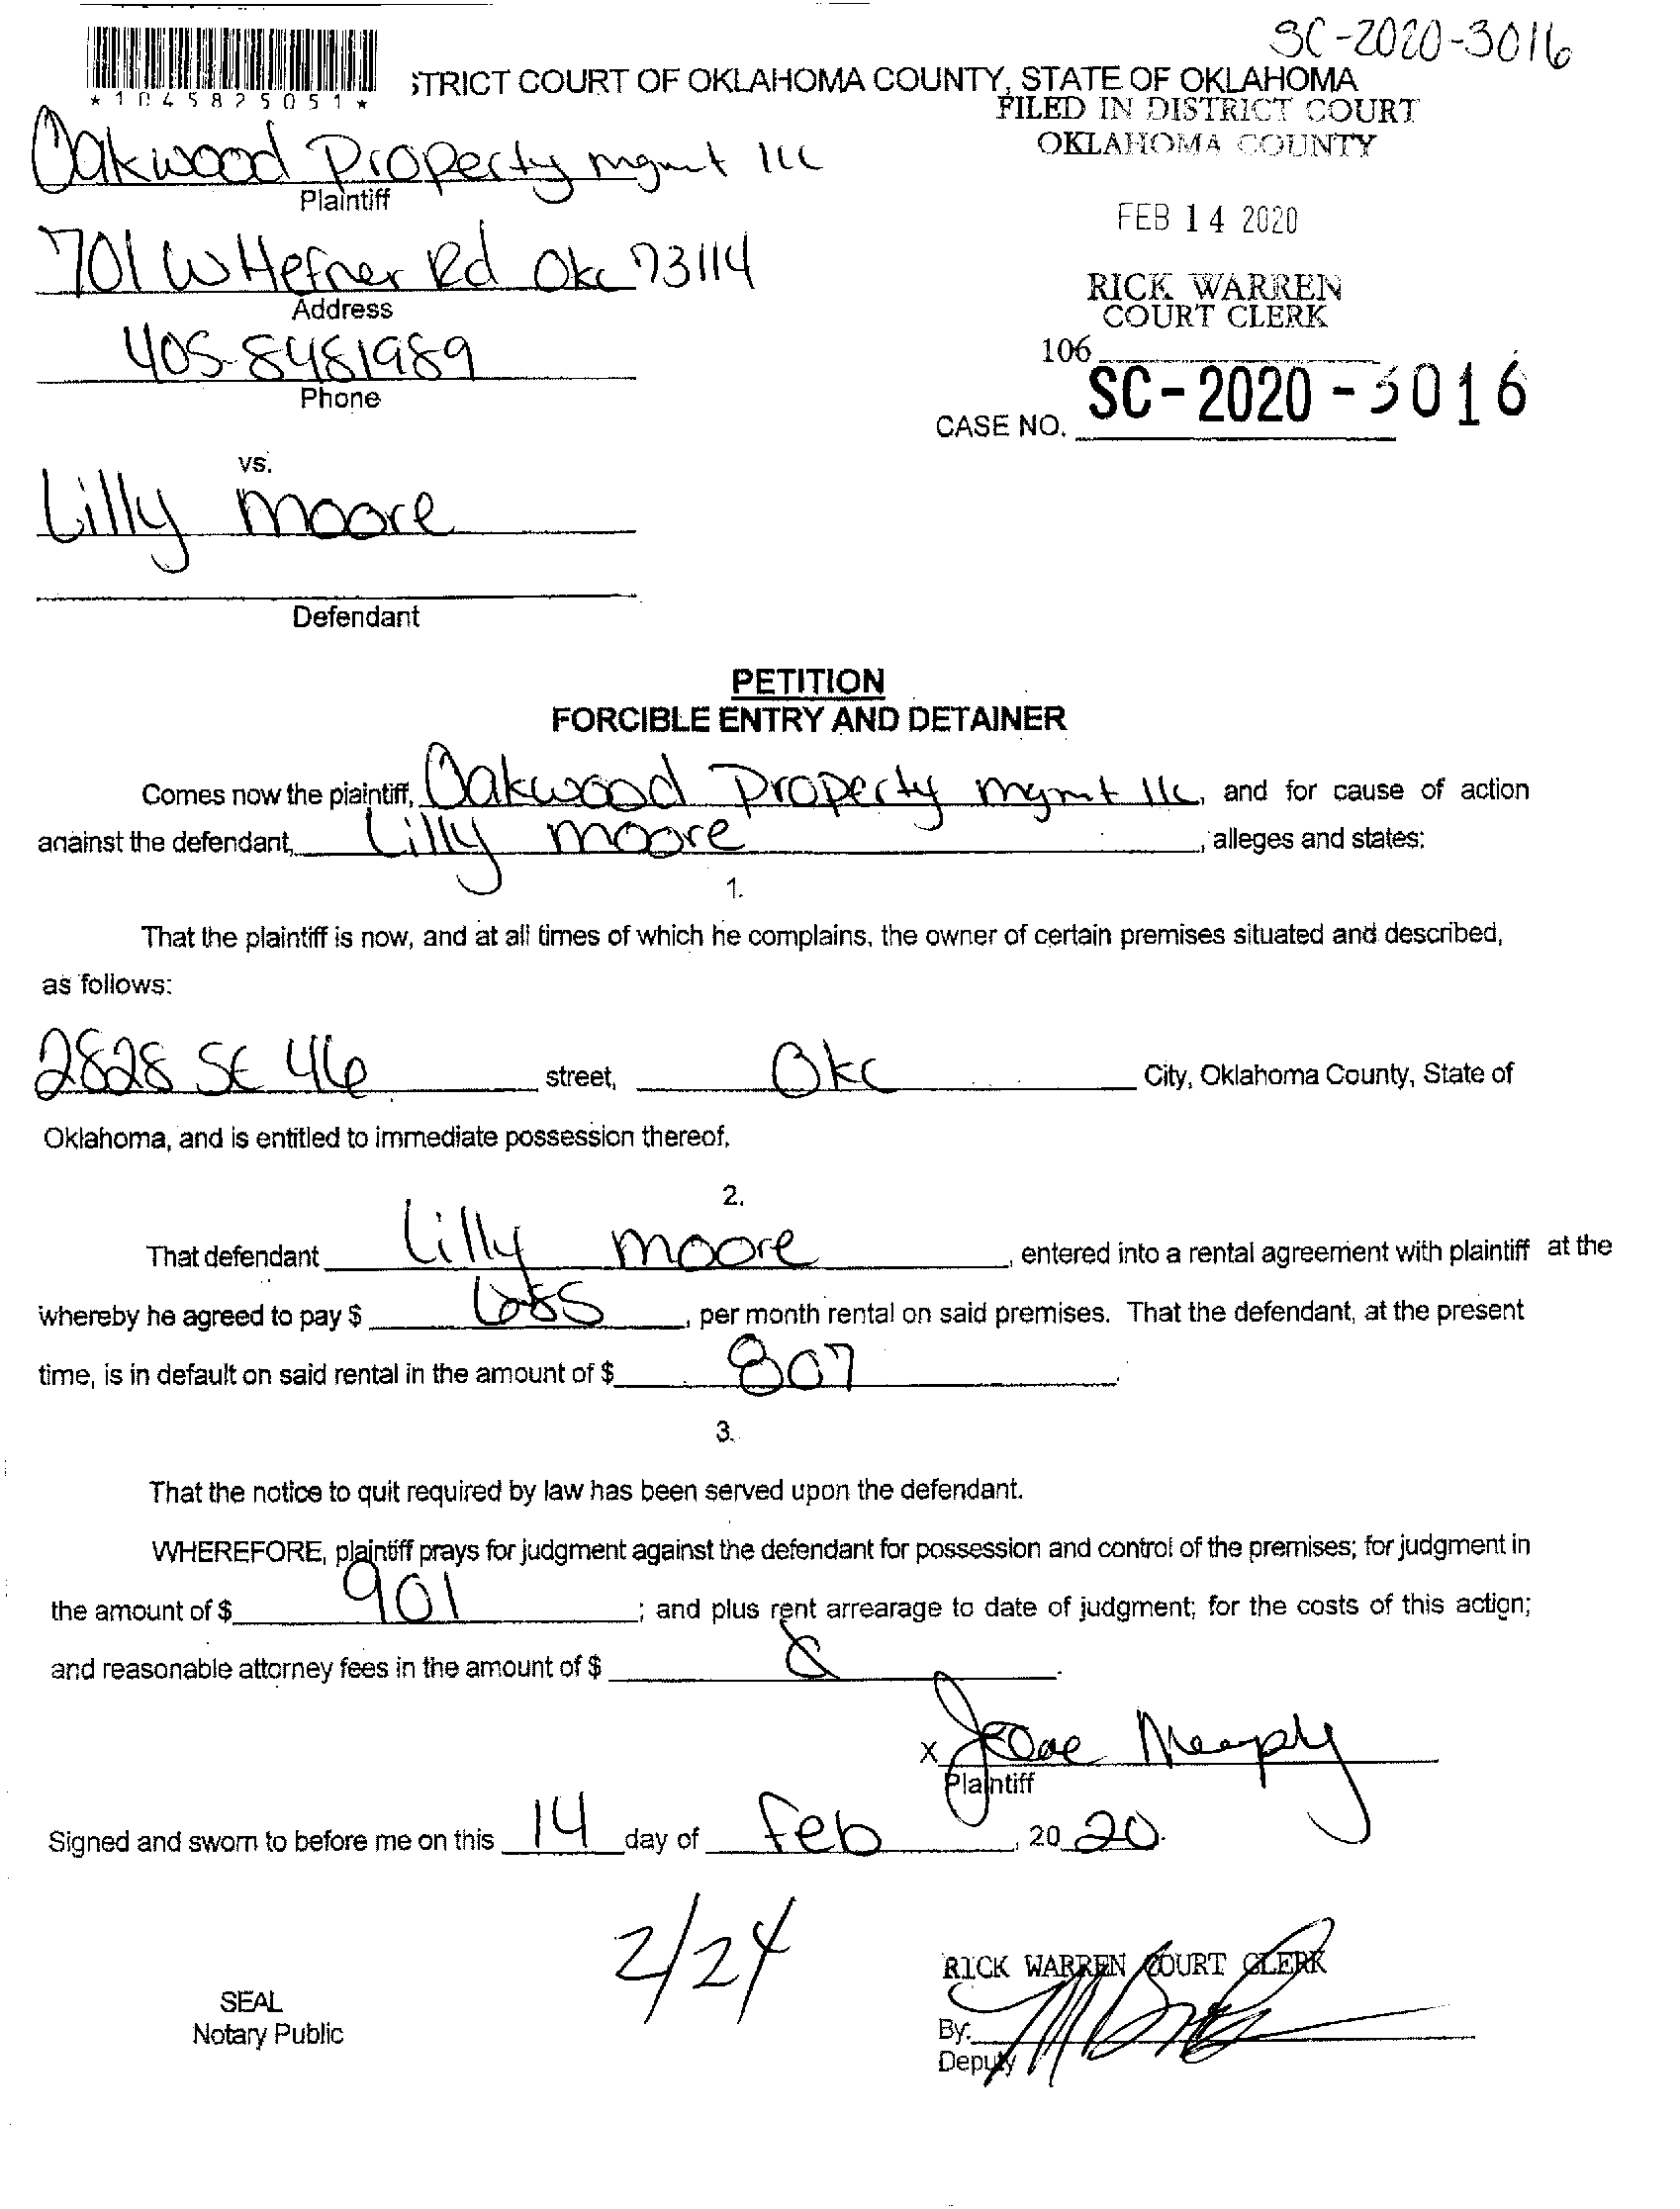 SC-2020-3016
*1045825051*
STRICT COURT OF OKLAHOMA COUNTY, STATE OF OKLAHOMA
FILED IN DISTRICT COURT
OKLAHOMA COUNTY
Oakwood Property mgmt llc
Plaintiff
FEB 14 2020
701 W Hefner Rd Okc 73114
Address
RICK WARREN
COURT CLERK
405-8481989
Phone
106
CASE NO. SC-2020-3016
vs.
Lilly moore
Defendant
PETITION
FORCIBLE ENTRY AND DETAINER
Comes now the plaintiff, Oakwood Property mgmt llc, and for cause of action
against the defendant, Lilly moore, alleges and states:
1.
That the plaintiff is now, and at all times of which he complains, the owner of certain premises situated and described,
as follows:
2828 SE 46 street, Okc City, Oklahoma County, State of
Oklahoma, and is entitled to immediate possession thereof.
2.
That defendant Lilly moore, entered into a rental agreement with plaintiff at the
whereby he agreed to pay $ , per month rental on said premises. That the defendant, at the present
time, is in default on said rental in the amount of $ 807.
3.
That the notice to quit required by law has been served upon the defendant.
WHEREFORE, plaintiff prays for judgment against the defendant for possession and control of the premises; for judgment in
the amount of $ 901; and plus rent arrearage to date of judgment; for the costs of this action;
and reasonable attorney fees in the amount of $ .
X
Plaintiff
Signed and sworn to before me on this 14 day of Feb, 2020.
2/24
RICK WARREN COURT CLERK
SEAL
Notary Public
By:
Deputy